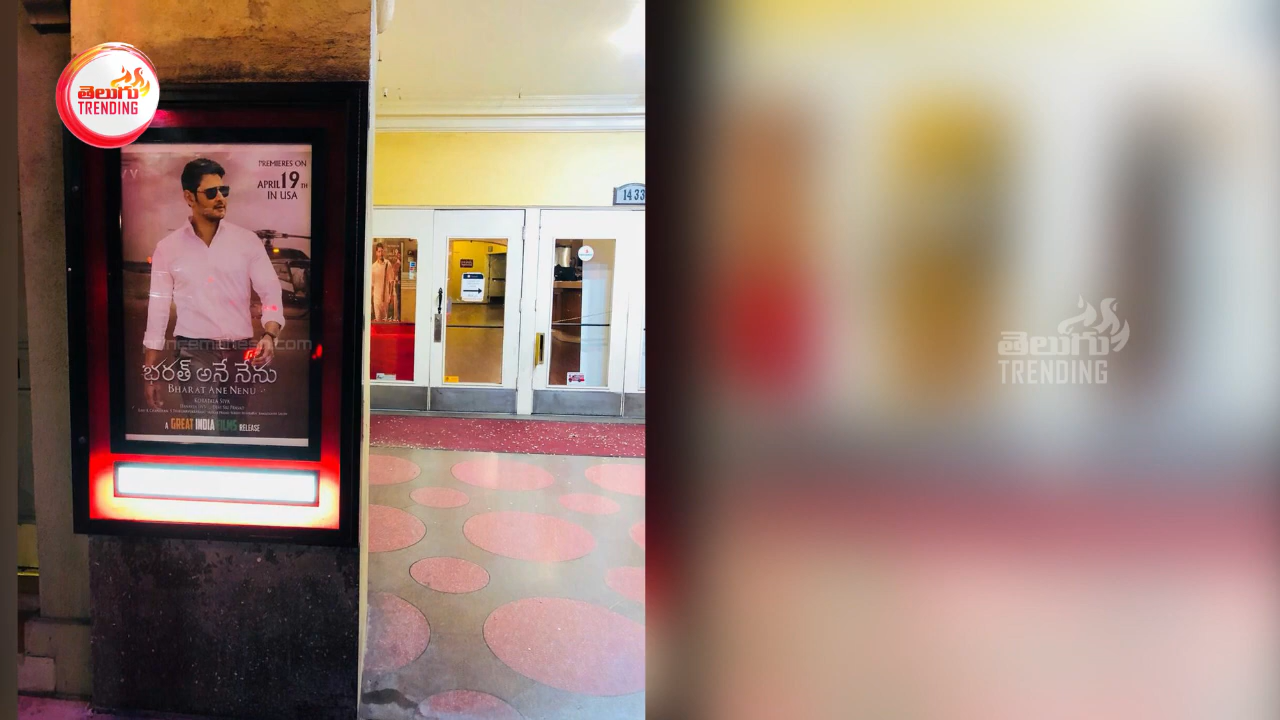 తెలుగు
TRENDING
PREMIERES ON
APRIL 19TH
IN USA
భరత్ అనే నేను
BHARAT ANE NENU
KORATALA SIVA
A GREAT INDIA FILMS RELEASE
1433
తెలుగు
TRENDING